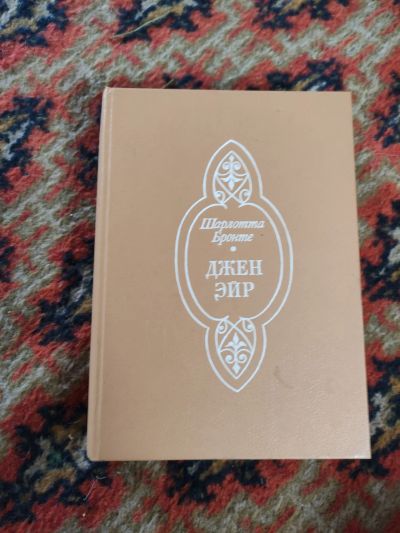 Шарлотта
Бронте
•
ДЖЕН
ЭЙР